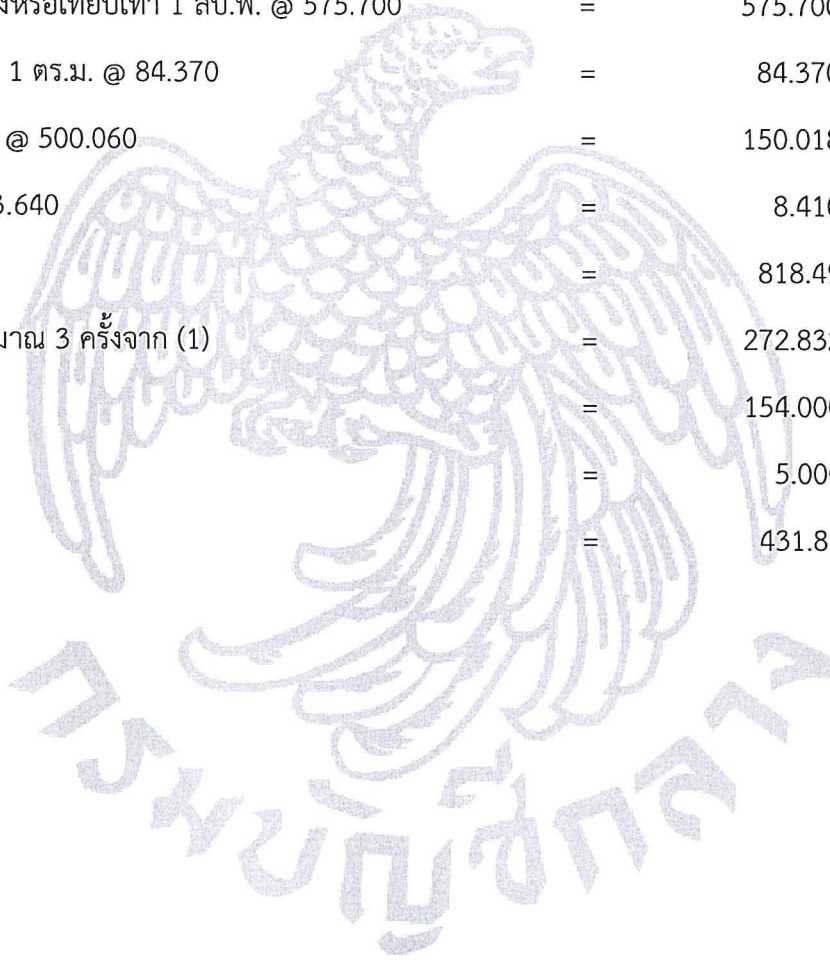 งหรือเทียบเท่า 1 ลบ.ฟ. @ 575.700 = 575.700
1 ตร.ม. @ 84.370 = 84.370
@ 500.060 = 150.018
3.640 = 8.416
= 818.49
มาณ 3 ครั้งจาก (1) = 272.832
= 154.000
= 5.000
= 431.8
กรมบัญชีกลาง